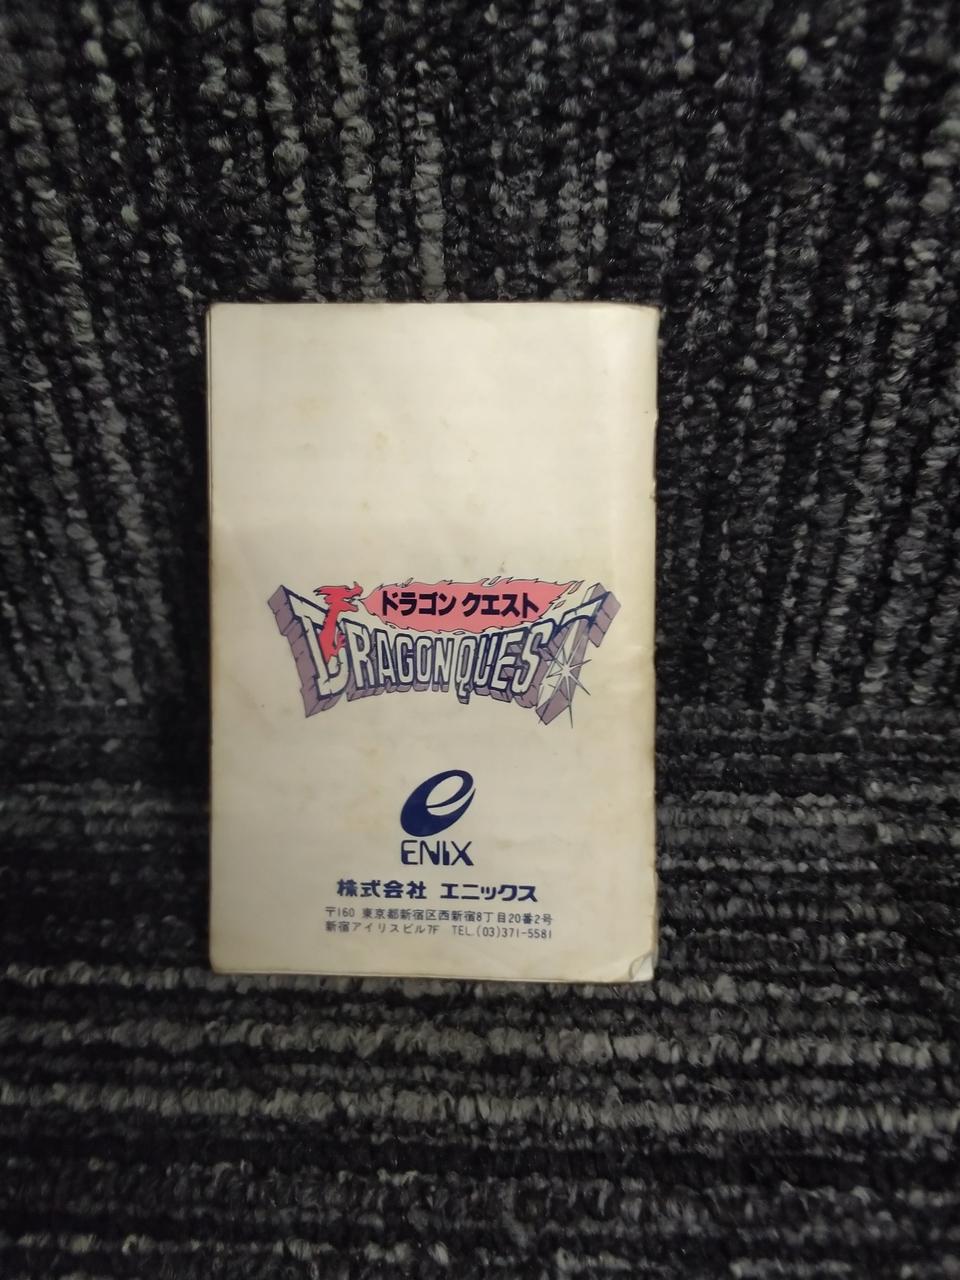 ドラゴン クエスト
DRAGON QUEST
ENIX
株式会社 エニックス
〒160 東京都新宿区西新宿8丁目20番2号
新宿アイリスビル7F TEL.(03)371-5581